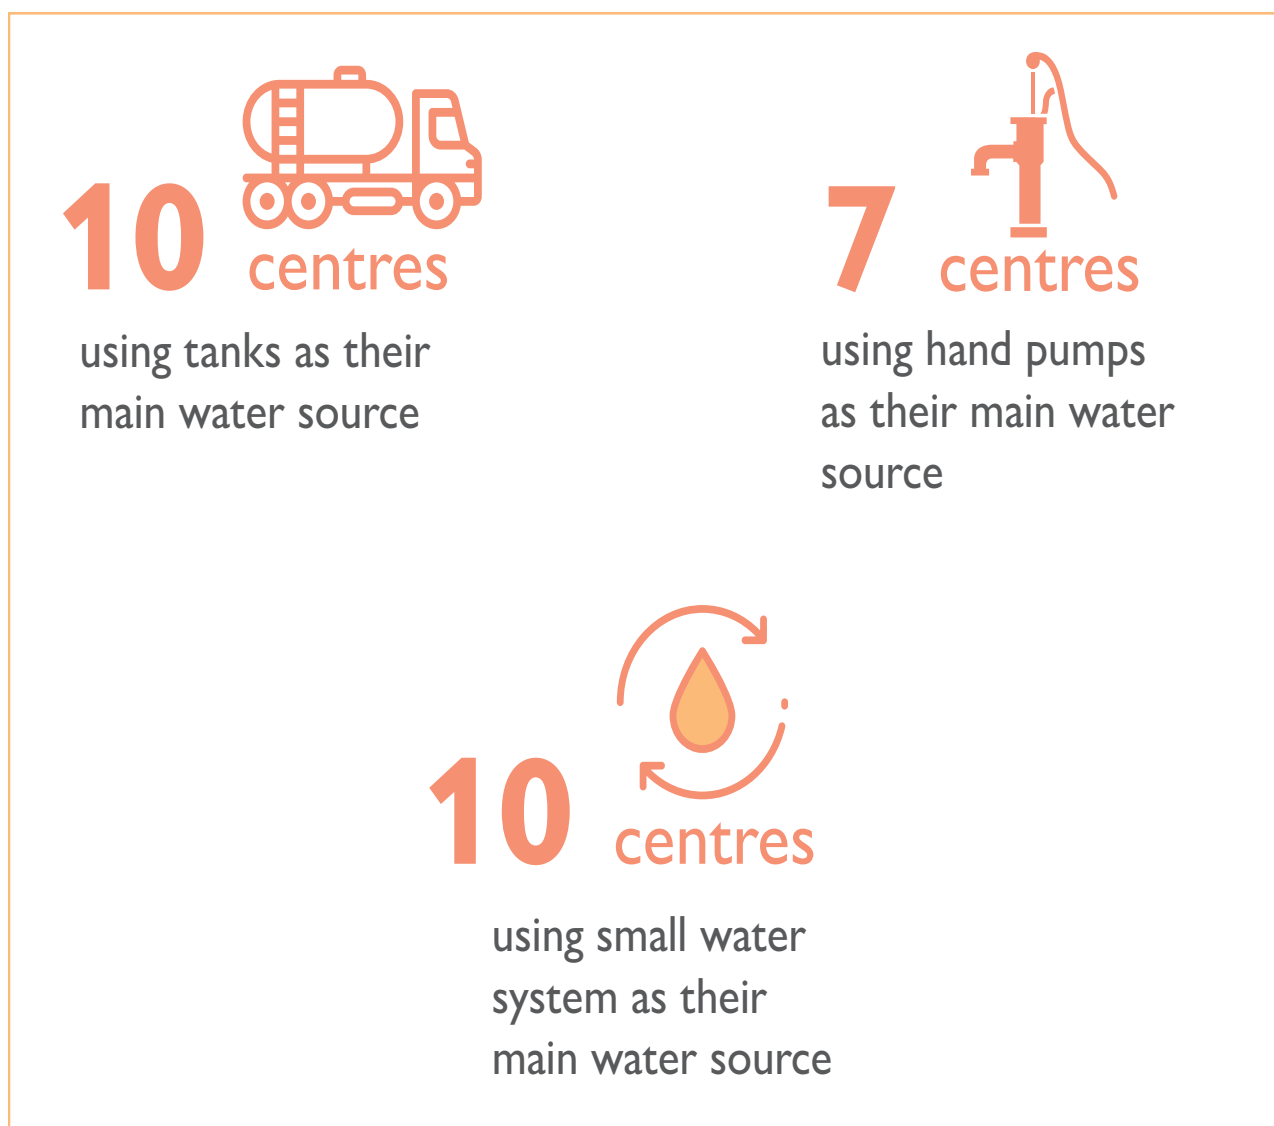 10 centres
using tanks as their
main water source
7 centres
using hand pumps
as their main water
source
10 centres
using small water
system as their
main water source